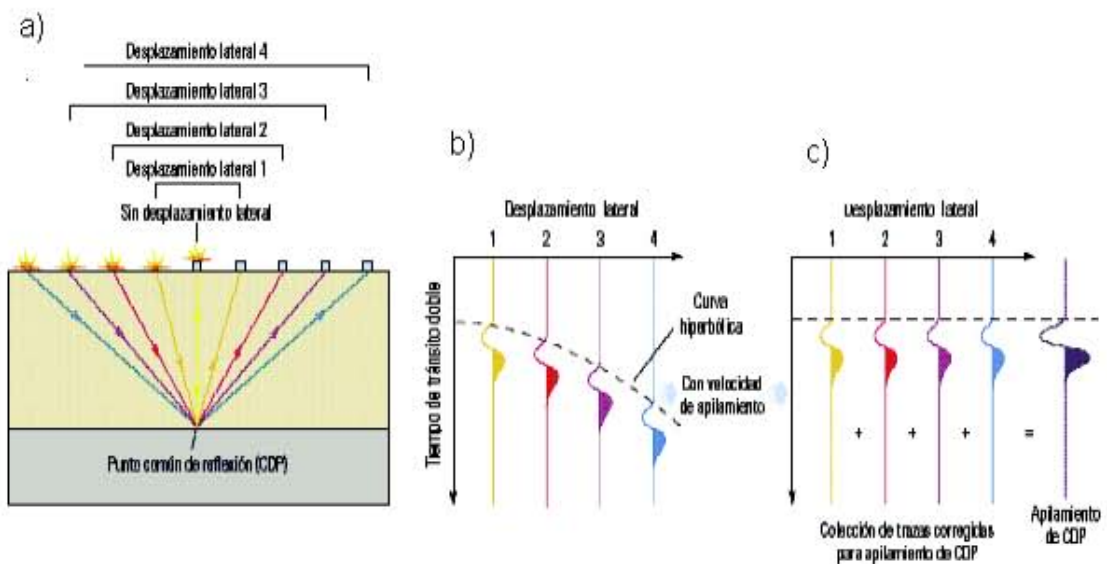 a)
Desplazamiento lateral 4
Desplazamiento lateral 3
Desplazamiento lateral 2
Desplazamiento lateral 1
Sin desplazamiento lateral
Punto común de reflexión (CDP)
b)
Desplazamiento lateral
1 2 3 4
Tiempo de tránsito doble
Curva
hiperbólica
Con velocidad
de apilamiento
c)
Desplazamiento lateral
1 2 3 4
+ + + =
Colección de trazas corregidas
para apilamiento de CDP
Apilamiento
de CDP